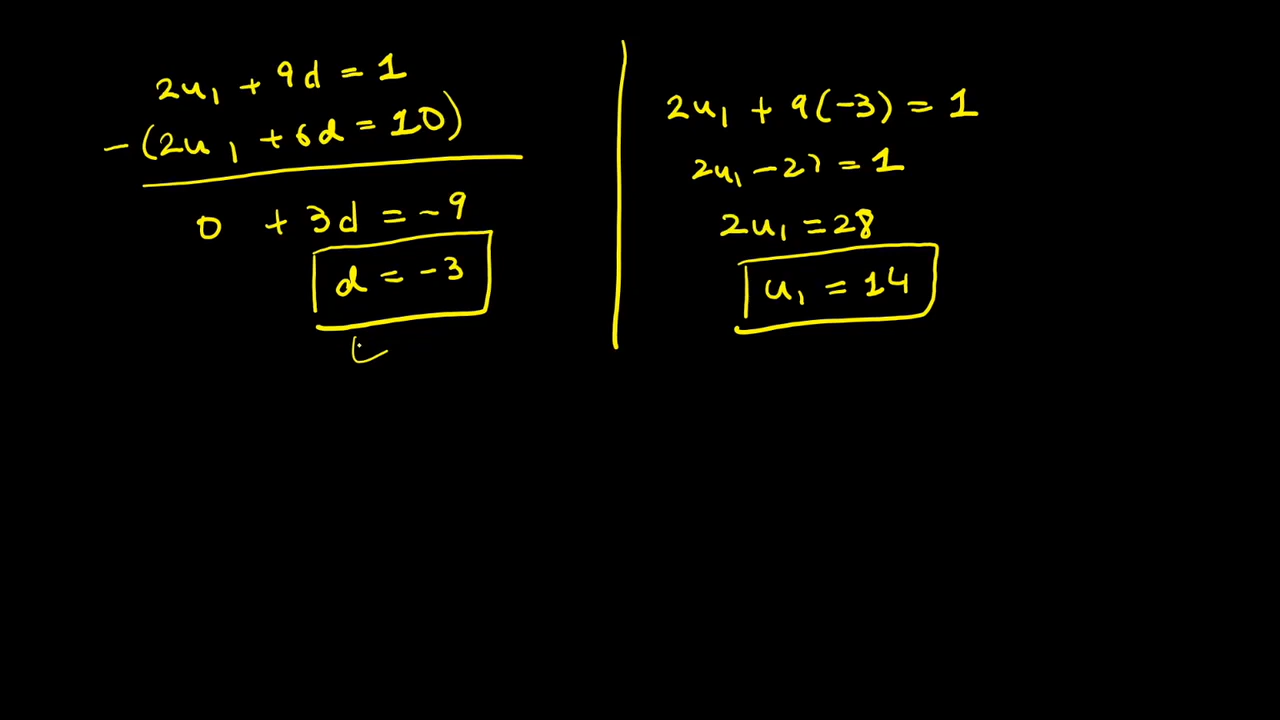 2u₁ + 9d = 1
-(2u₁ + 6d = 10)
0 + 3d = -9
d = -3
2u₁ + 9(-3) = 1
2u₁ - 27 = 1
2u₁ = 28
u₁ = 14